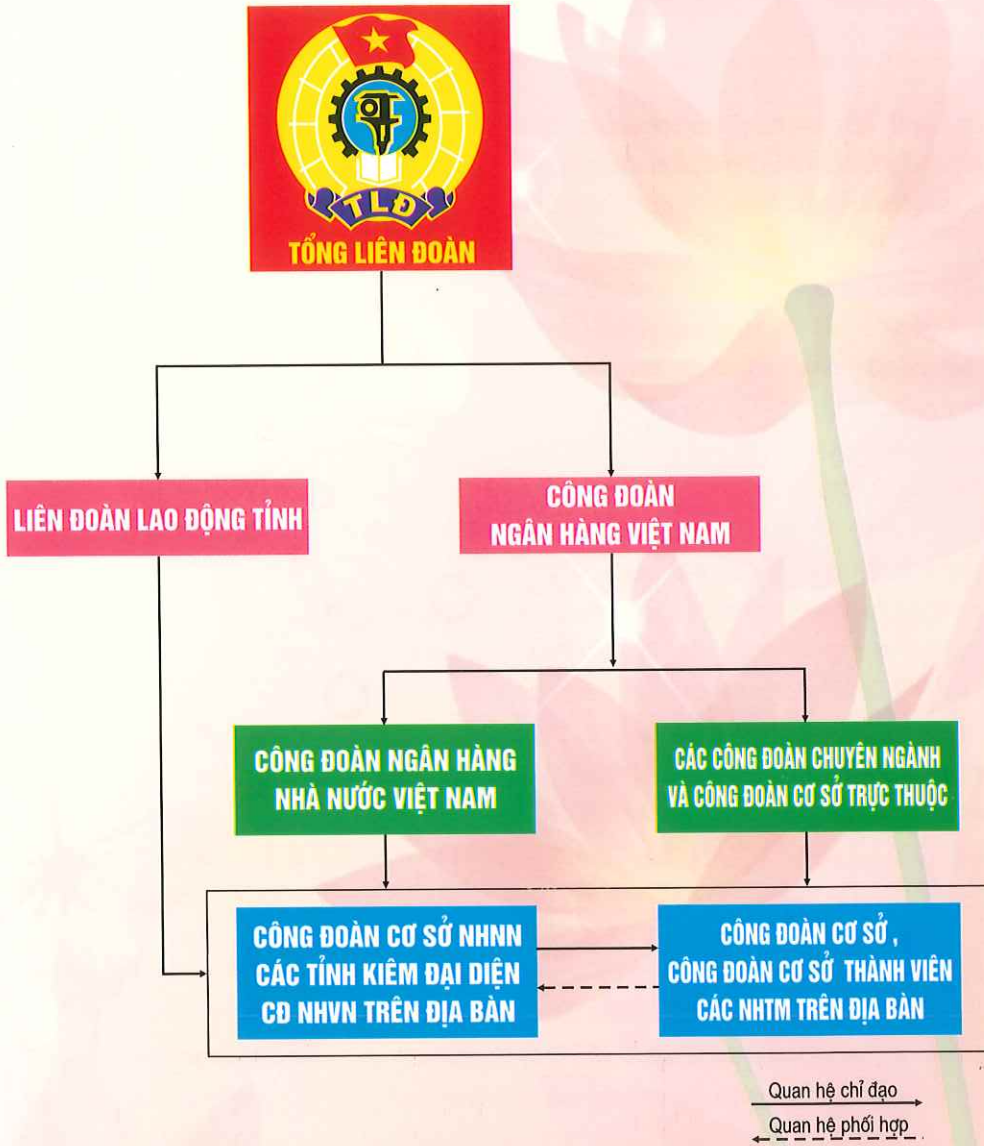 TLĐ
TỔNG LIÊN ĐOÀN
LIÊN ĐOÀN LAO ĐỘNG TỈNH
CÔNG ĐOÀN
NGÂN HÀNG VIỆT NAM
CÔNG ĐOÀN NGÂN HÀNG
NHÀ NƯỚC VIỆT NAM
CÁC CÔNG ĐOÀN CHUYÊN NGÀNH
VÀ CÔNG ĐOÀN CƠ SỞ TRỰC THUỘC
CÔNG ĐOÀN CƠ SỞ NHNN
CÁC TỈNH KIÊM ĐẠI DIỆN
CĐ NHVN TRÊN ĐỊA BÀN
CÔNG ĐOÀN CƠ SỞ ,
CÔNG ĐOÀN CƠ SỞ THÀNH VIÊN
CÁC NHTM TRÊN ĐỊA BÀN
Quan hệ chỉ đạo
Quan hệ phối hợp